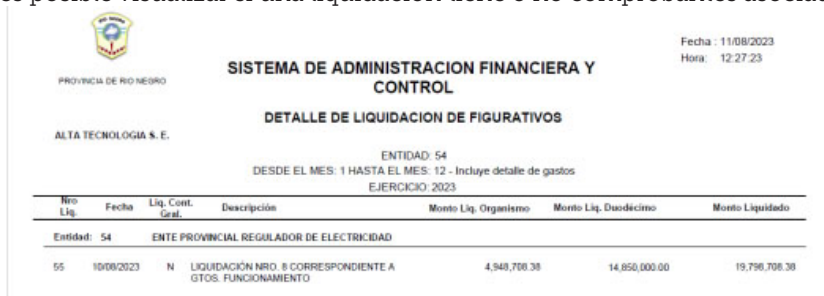 es posible visualizar si una liquidación tiene o no comprobantes asociad
Fecha : 11/08/2023
Hora: 12:27:23
PROVINCIA DE RIO NEGRO
SISTEMA DE ADMINISTRACION FINANCIERA Y
CONTROL
DETALLE DE LIQUIDACION DE FIGURATIVOS
ALTA TECNOLOGIA S. E.
ENTIDAD: 54
DESDE EL MES: 1 HASTA EL MES: 12 - Incluye detalle de gastos
EJERCICIO: 2023
Nro Liq. Fecha Liq. Cont. Gral. Descripción Monto Liq. Organismo Monto Liq. Duodécimo Monto Liquidado
Entidad: 54 ENTE PROVINCIAL REGULADOR DE ELECTRICIDAD
55 10/08/2023 N LIQUIDACIÓN NRO. 8 CORRESPONDIENTE A 4,948,708.38 14,850,000.00 19,798,708.38
GTOS. FUNCIONAMIENTO